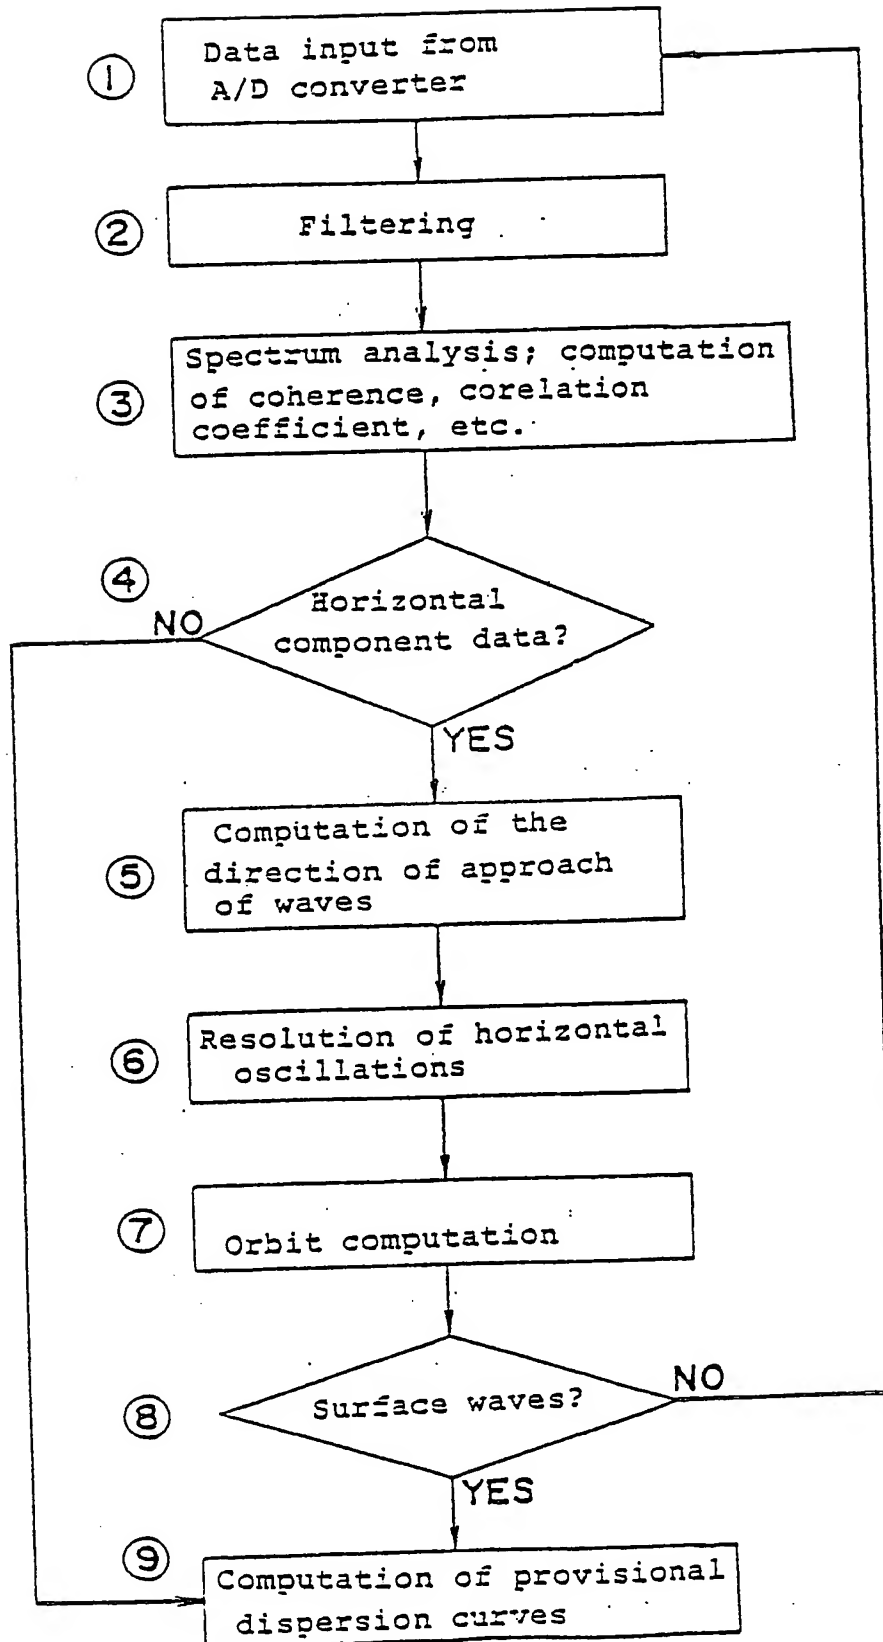 ①
Data input from
A/D converter
②
Filtering
③
Spectrum analysis; computation
of coherence, corelation
coefficient, etc.
④
NO
Horizontal
component data?
YES
⑤
Computation of the
direction of approach
of waves
⑥
Resolution of horizontal
oscillations
⑦
Orbit computation
⑧
Surface waves?
NO
YES
⑨
Computation of provisional
dispersion curves